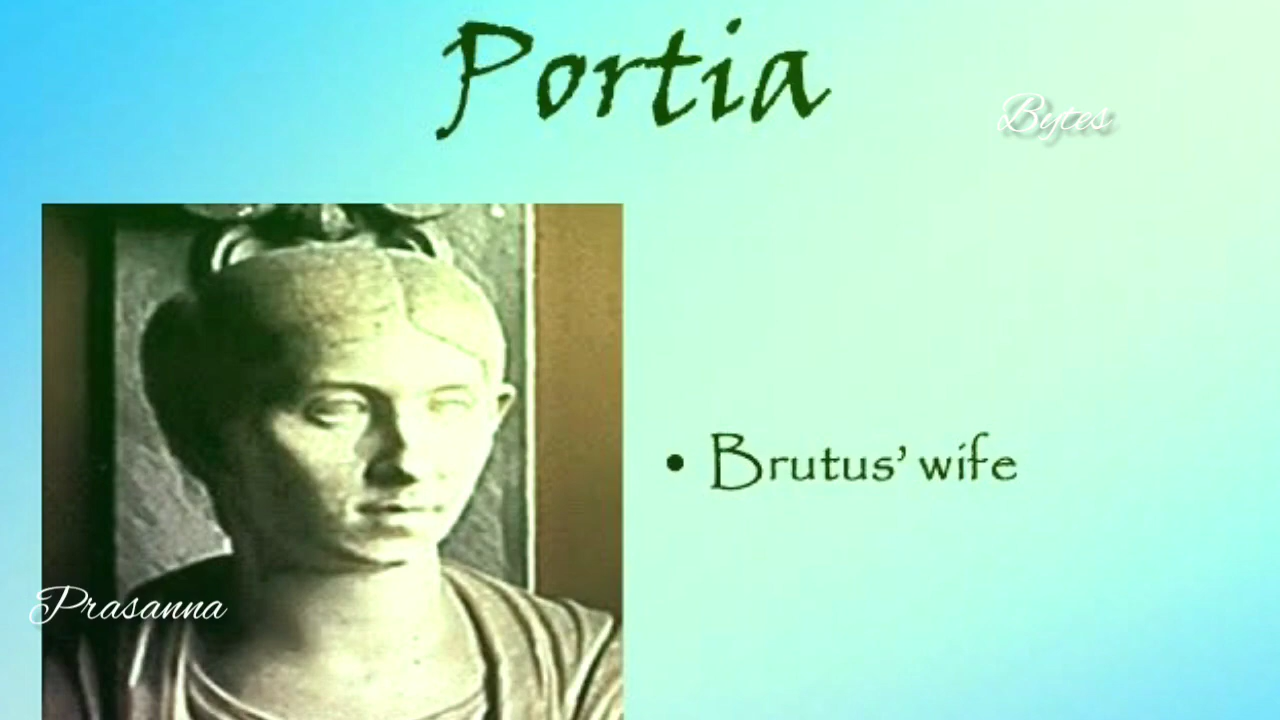 Portia
Bytes
• Brutus’ wife
Prasanna